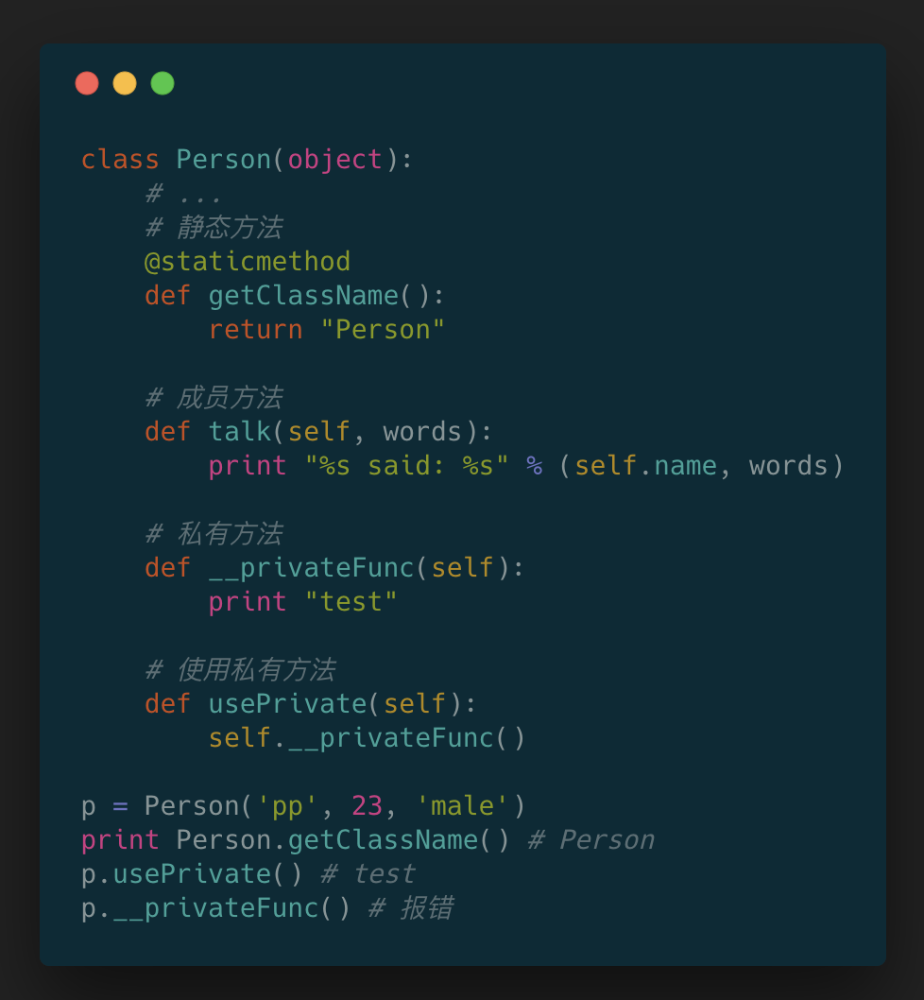 class Person(object):
    # ...
    # 静态方法
    @staticmethod
    def getClassName():
        return "Person"

    # 成员方法
    def talk(self, words):
        print "%s said: %s" % (self.name, words)

    # 私有方法
    def __privateFunc(self):
        print "test"

    # 使用私有方法
    def usePrivate(self):
        self.__privateFunc()

p = Person('pp', 23, 'male')
print Person.getClassName() # Person
p.usePrivate() # test
p.__privateFunc() # 报错